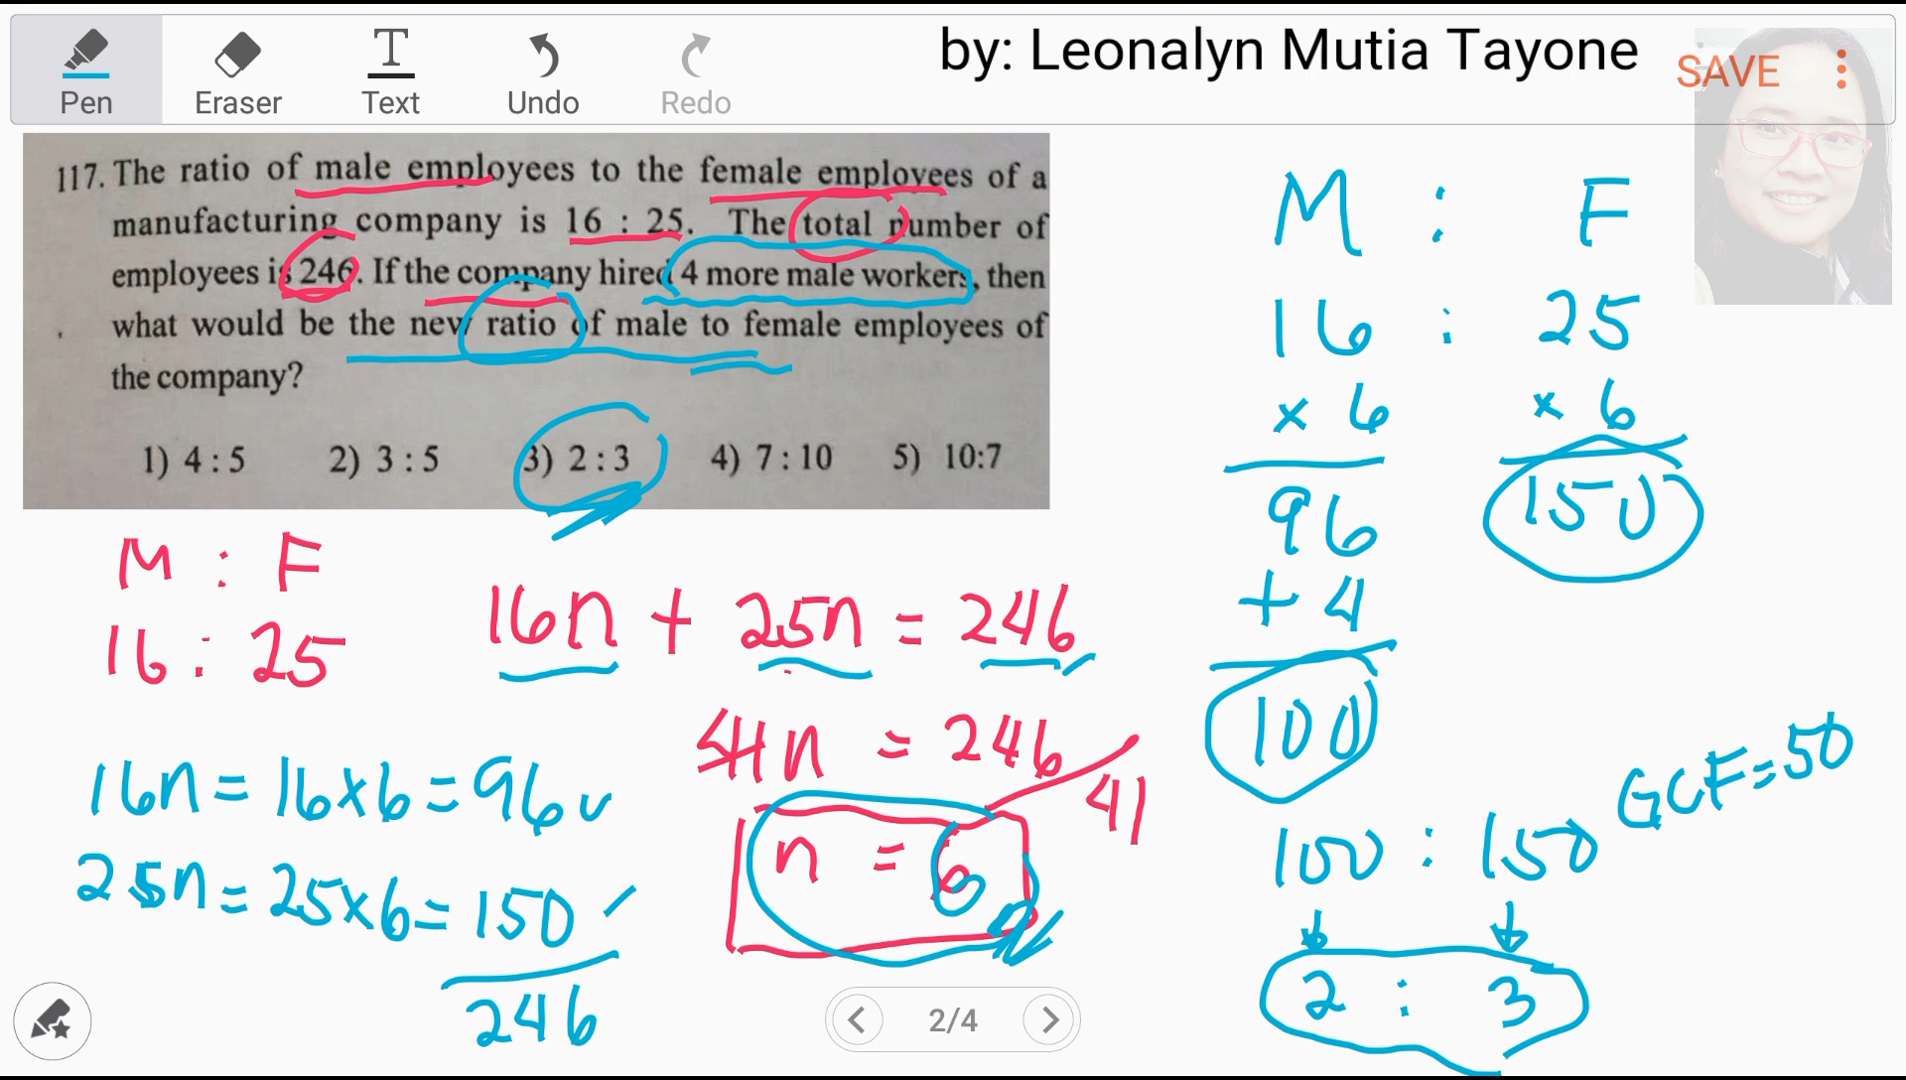 by: Leonalyn Mutia Tayone
Pen
Eraser
Text
Undo
Redo
SAVE
117. The ratio of male employees to the female employees of a
manufacturing company is 16 : 25. The total number of
employees is 246. If the company hired 4 more male workers, then
what would be the new ratio of male to female employees of
the company?
1) 4 : 5 2) 3 : 5 3) 2 : 3 4) 7 : 10 5) 10:7
M : F
16 : 25
16n = 16x6 = 96
25n = 25x6 = 150
246
16n + 25n = 246
41n = 246
41
n = 6
M : F
16 : 25
x 6 x 6
96 150
+ 4
100
GCF=50
100 : 150
2 : 3
2/4